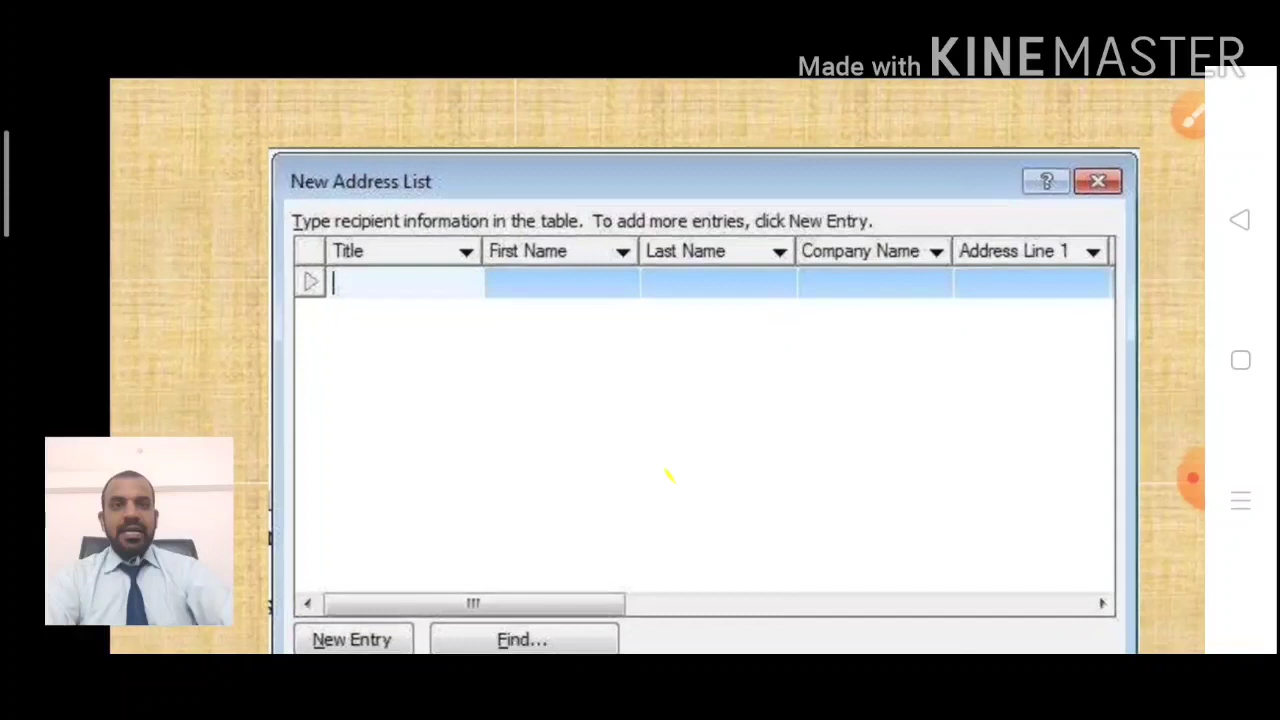 Made with KINEMASTER
New Address List
Type recipient information in the table. To add more entries, click New Entry.
Title First Name Last Name Company Name Address Line 1
New Entry Find...